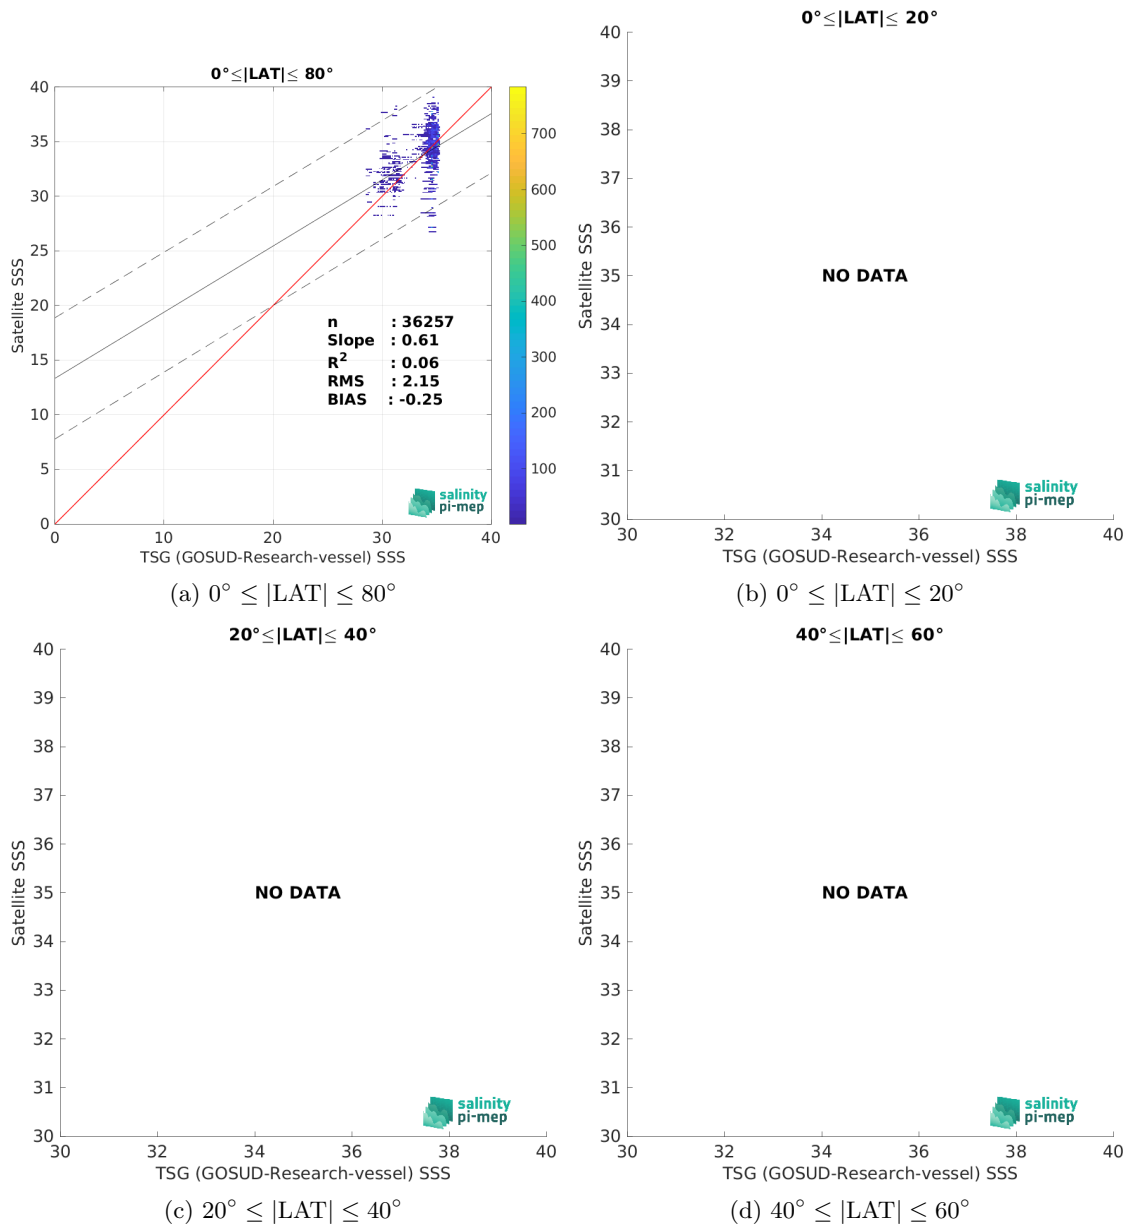 0°≤|LAT|≤ 80°
40
35
30
25
20
15
10
5
0
Satellite SSS
n : 36257
Slope : 0.61
R² : 0.06
RMS : 2.15
BIAS : -0.25
salinity
pi-mep
0 10 20 30 40
TSG (GOSUD-Research-vessel) SSS
700
600
500
400
300
200
100
(a) 0° ≤ |LAT| ≤ 80°
0°≤|LAT|≤ 20°
40
39
38
37
36
35
34
33
32
31
30
Satellite SSS
NO DATA
salinity
pi-mep
30 32 34 36 38 40
TSG (GOSUD-Research-vessel) SSS
(b) 0° ≤ |LAT| ≤ 20°
20°≤|LAT|≤ 40°
40
39
38
37
36
35
34
33
32
31
30
Satellite SSS
NO DATA
salinity
pi-mep
30 32 34 36 38 40
TSG (GOSUD-Research-vessel) SSS
(c) 20° ≤ |LAT| ≤ 40°
40°≤|LAT|≤ 60°
40
39
38
37
36
35
34
33
32
31
30
Satellite SSS
NO DATA
salinity
pi-mep
30 32 34 36 38 40
TSG (GOSUD-Research-vessel) SSS
(d) 40° ≤ |LAT| ≤ 60°